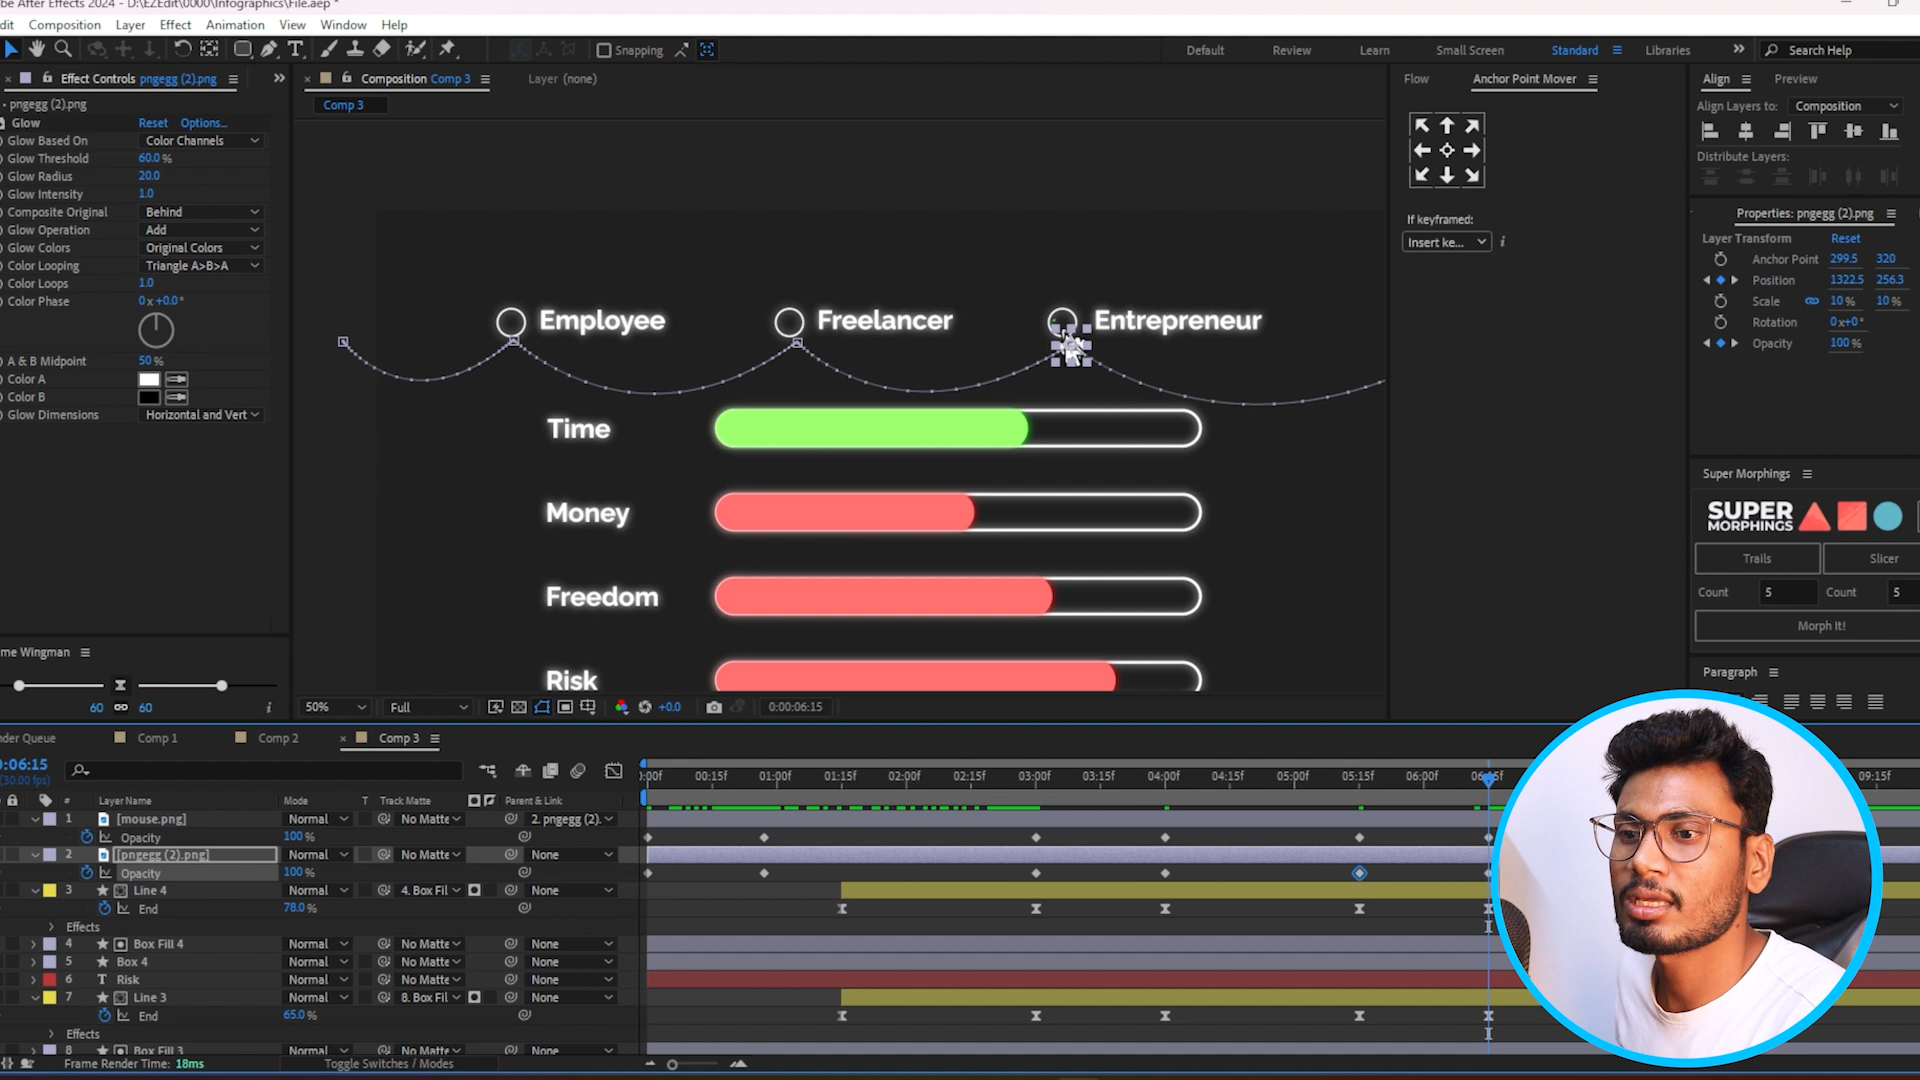 be After Effects 2024 - D:\EZEdit\0000\Infographics\File.aep *
dit Composition Layer Effect Animation View Window Help
Snapping
Default Review Learn Small Screen Standard Libraries Search Help
Effect Controls pngegg (2).png
Composition Comp 3
Layer (none)
Flow
Anchor Point Mover
Align
Preview
• pngegg (2).png
Comp 3
Align Layers to: Composition
Glow Reset Options...
Glow Based On Color Channels
Glow Threshold 60.0 %
Glow Radius 20.0
Glow Intensity 1.0
Composite Original Behind
Glow Operation Add
Glow Colors Original Colors
Color Looping Triangle A>B>A
Color Loops 1.0
Color Phase 0 x +0.0 °
A & B Midpoint 50 %
Color A
Color B
Glow Dimensions Horizontal and Vert
Distribute Layers:
If keyframed:
Insert ke...
Properties: pngegg (2).png
Layer Transform Reset
Anchor Point 299.5 320
Position 1322.5 256.3
Scale 10 % 10 %
Rotation 0 x +0 °
Opacity 100 %
Employee Freelancer Entrepreneur
Time
Money
Freedom
Risk
Super Morphings
SUPER
MORPHINGS
Trails Slicer
Count 5 Count 5
Morph It!
Paragraph
me Wingman
60 60
50% Full +0.0 0:00:06:15
der Queue Comp 1 Comp 2 Comp 3
0:06:15
(30.00 fps)
):00f 00:15f 01:00f 01:15f 02:00f 02:15f 03:00f 03:15f 04:00f 04:15f 05:00f 05:15f 06:00f 09:15f
# Layer Name Mode T Track Matte Parent & Link
1 [mouse.png] Normal No Matte 2. pngegg (2).
Opacity 100 %
2 [pngegg (2).png] Normal No Matte None
Opacity 100 %
3 Line 4 Normal 4. Box Fil None
End 78.0 %
Effects
4 Box Fill 4 Normal No Matte None
5 Box 4 Normal No Matte None
6 T Risk Normal No Matte None
7 Line 3 Normal 8. Box Fil None
End 65.0 %
Effects
8 Box Fill 3 Normal No Matte None
Frame Render Time: 18ms Toggle Switches / Modes